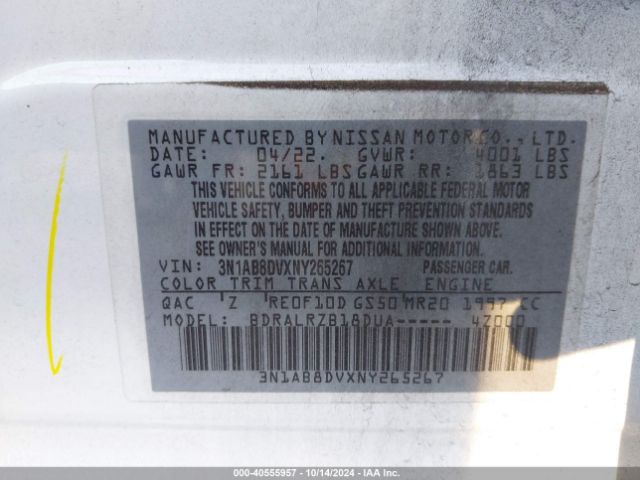 MANUFACTURED BY NISSAN MOTOR CO., LTD.
DATE: 04/22. GVWR: 4001 LBS
GAWR FR: 2161 LBS GAWR RR: 1863 LBS
THIS VEHICLE CONFORMS TO ALL APPLICABLE FEDERAL MOTOR
VEHICLE SAFETY, BUMPER AND THEFT PREVENTION STANDARDS
IN EFFECT ON THE DATE OF MANUFACTURE SHOWN ABOVE.
SEE OWNER'S MANUAL FOR ADDITIONAL INFORMATION.
VIN: 3N1AB8DVXNY265267 PASSENGER CAR.
COLOR TRIM TRANS AXLE ENGINE
QAC Z RE0F10D GS50 MR20 1997 CC
MODEL: BDRALRZB18DUA----- 4Z000
3N1AB8DVXNY265267
000-40555957 - 10/14/2024 - IAA Inc.